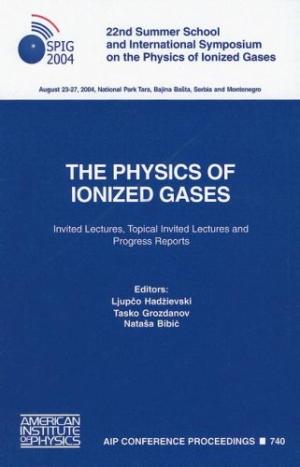 SPIG
2004
22nd Summer School
and International Symposium
on the Physics of Ionized Gases
August 23-27, 2004, National Park Tara, Bajina Bašta, Serbia and Montenegro
THE PHYSICS OF
IONIZED GASES
Invited Lectures, Topical Invited Lectures and
Progress Reports
Editors:
Ljupčo Hadžievski
Tasko Grozdanov
Nataša Bibić
AMERICAN
INSTITUTE
OF PHYSICS
AIP CONFERENCE PROCEEDINGS ■ 740